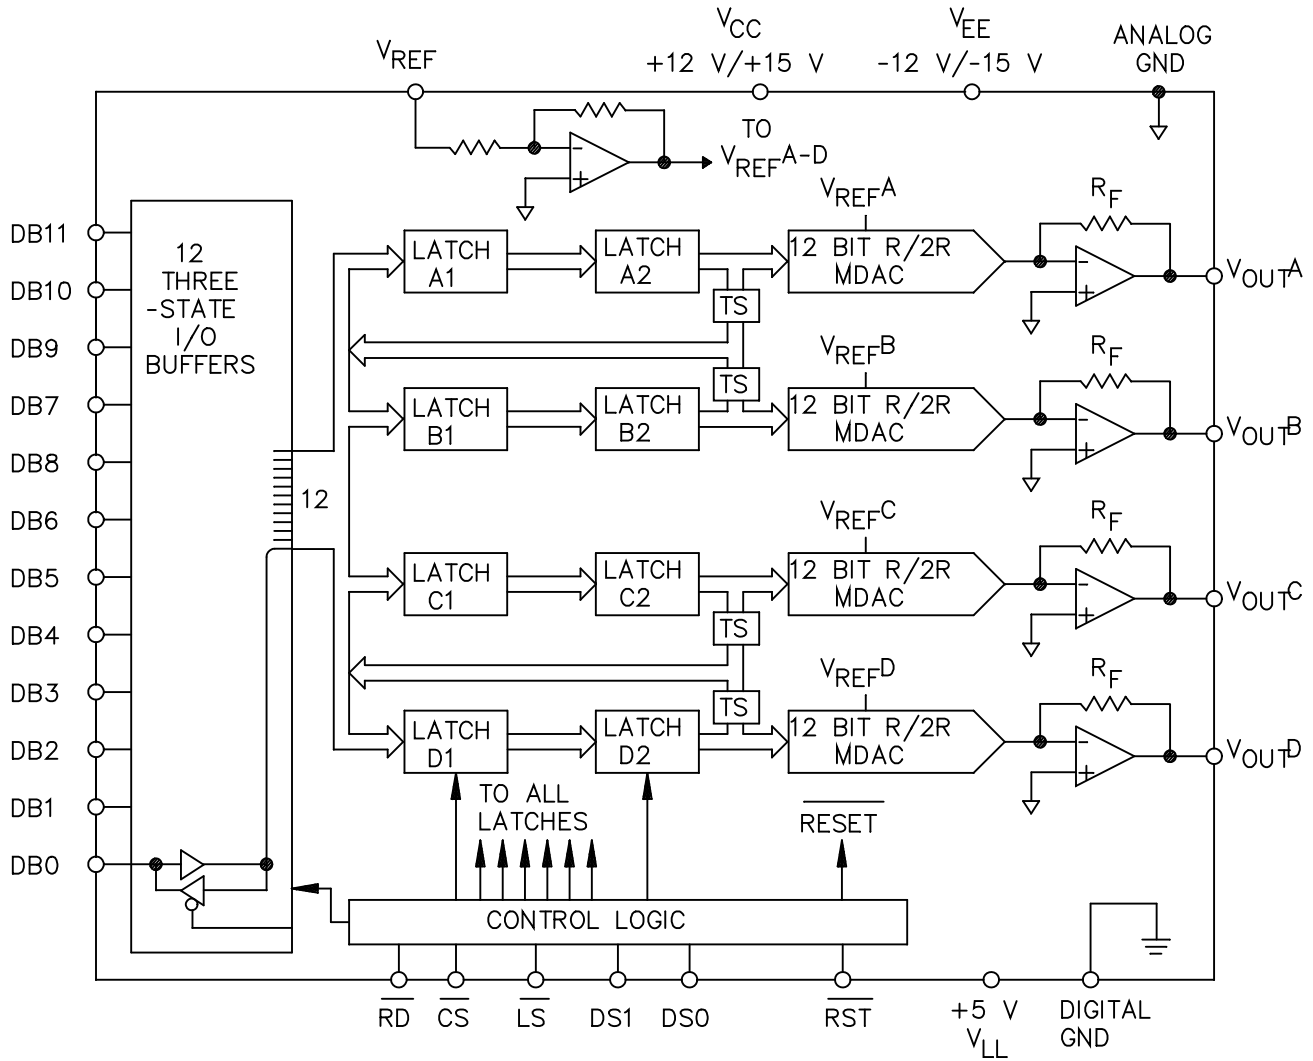 VCC
VEE
ANALOG
GND
VREF
+12 V/+15 V
-12 V/-15 V
TO
VREFA-D
12
THREE
-STATE
I/O
BUFFERS
DB11
DB10
DB9
DB7
DB8
DB6
DB5
DB4
DB3
DB2
DB1
DB0
12
LATCH
A1
LATCH
A2
TS
VREFA
12 BIT R/2R
MDAC
RF
- +
VOUTA
TS
LATCH
B1
LATCH
B2
VREFB
12 BIT R/2R
MDAC
RF
- +
VOUTB
LATCH
C1
LATCH
C2
TS
VREFC
12 BIT R/2R
MDAC
RF
- +
VOUTC
TS
LATCH
D1
LATCH
D2
VREFD
12 BIT R/2R
MDAC
RF
- +
VOUTD
TO ALL
LATCHES
RESET
CONTROL LOGIC
RD
CS
LS
DS1
DS0
RST
+5 V
VLL
DIGITAL
GND